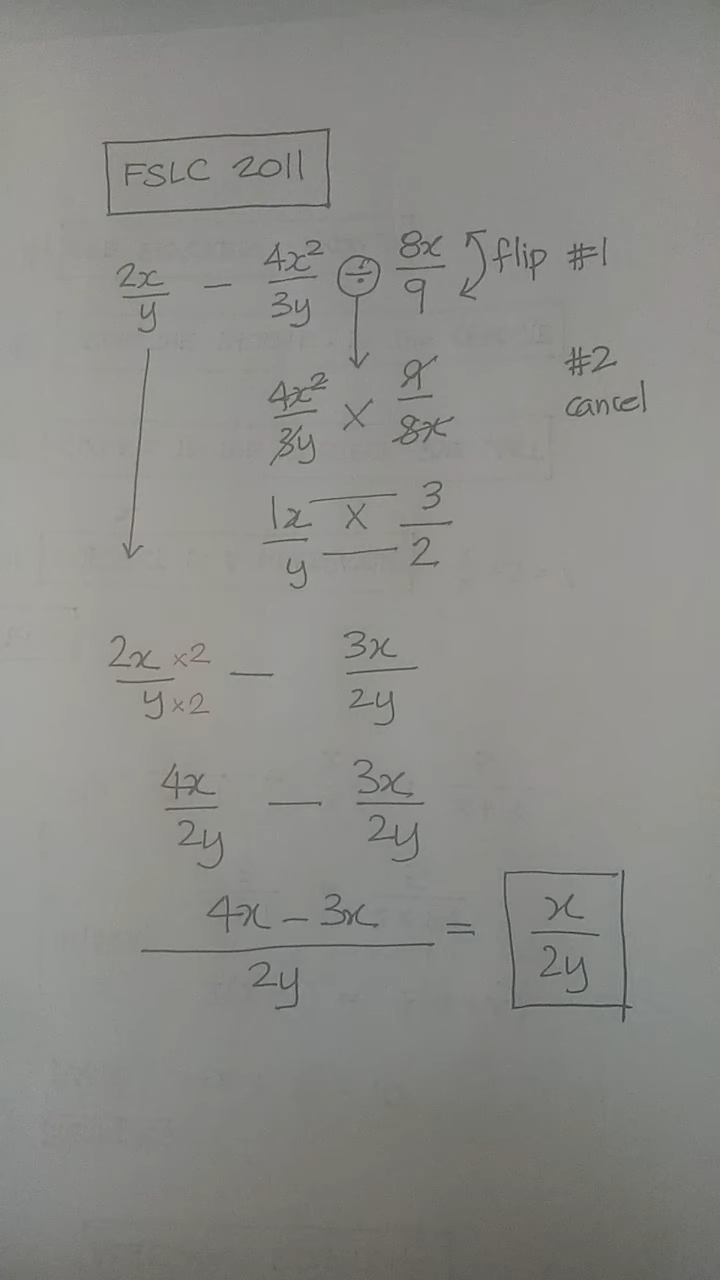 FSLC 2011
2x/y − 4x²/3y ÷ 8x/9 flip #1
4x²/3y × 9/8x #2 cancel
1x/y × 3/2
2x ×2/y ×2 − 3x/2y
4x/2y − 3x/2y
4x − 3x/2y = x/2y